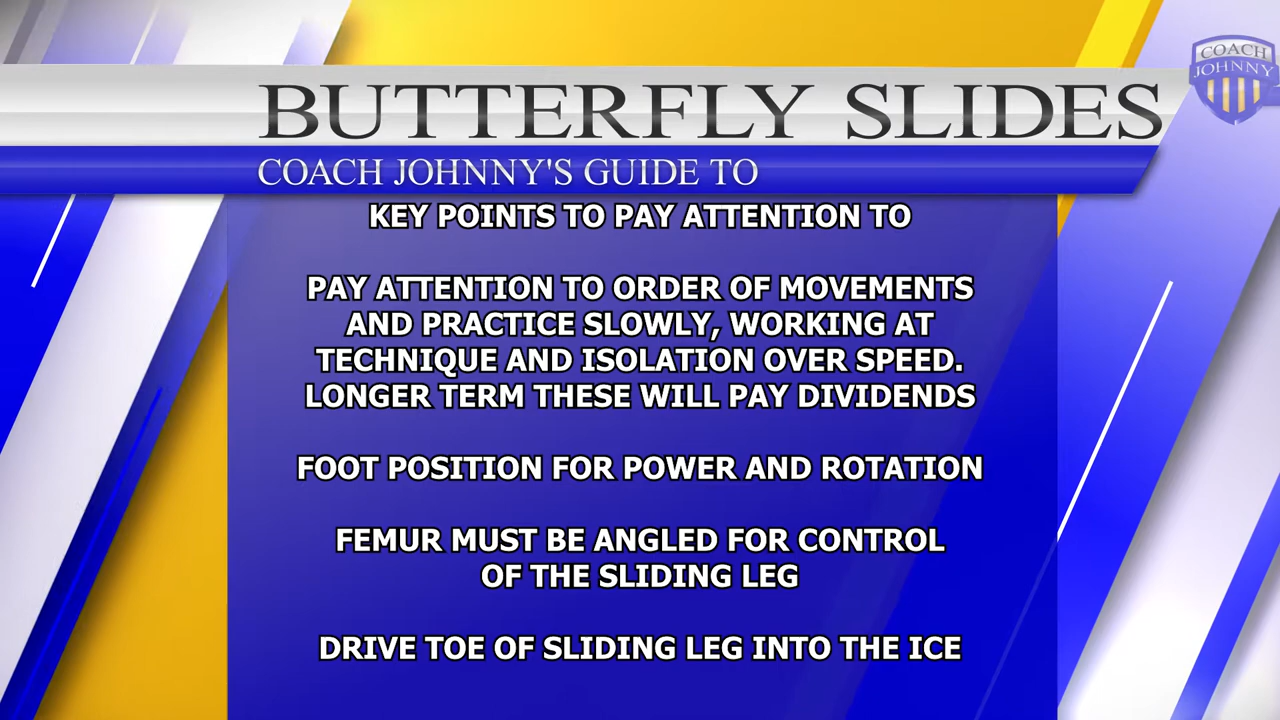 BUTTERFLY SLIDES
COACH JOHNNY
COACH JOHNNY'S GUIDE TO
KEY POINTS TO PAY ATTENTION TO
PAY ATTENTION TO ORDER OF MOVEMENTS
AND PRACTICE SLOWLY, WORKING AT
TECHNIQUE AND ISOLATION OVER SPEED.
LONGER TERM THESE WILL PAY DIVIDENDS
FOOT POSITION FOR POWER AND ROTATION
FEMUR MUST BE ANGLED FOR CONTROL
OF THE SLIDING LEG
DRIVE TOE OF SLIDING LEG INTO THE ICE